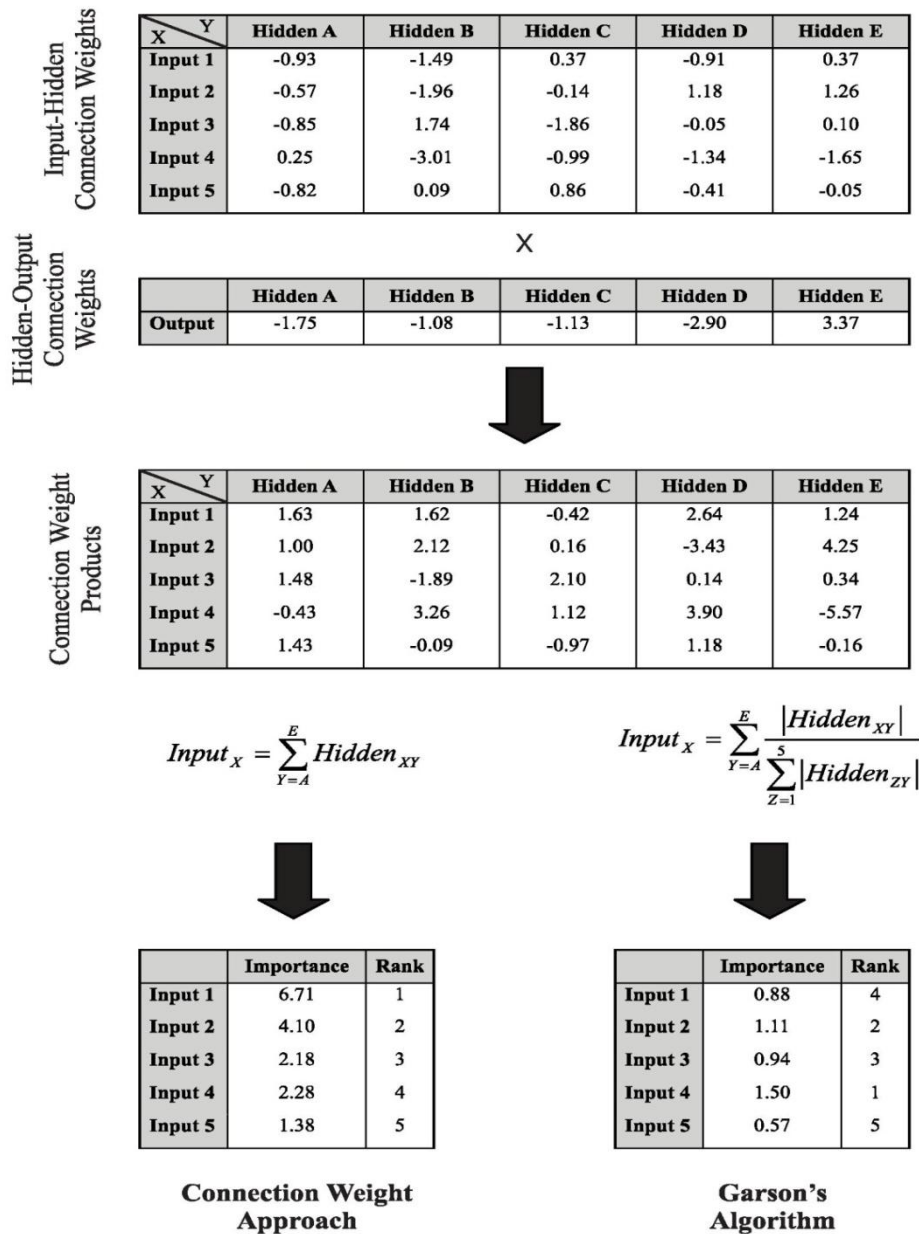 Input-Hidden
Connection Weights
X Y Hidden A Hidden B Hidden C Hidden D Hidden E
Input 1 -0.93 -1.49 0.37 -0.91 0.37
Input 2 -0.57 -1.96 -0.14 1.18 1.26
Input 3 -0.85 1.74 -1.86 -0.05 0.10
Input 4 0.25 -3.01 -0.99 -1.34 -1.65
Input 5 -0.82 0.09 0.86 -0.41 -0.05
X
Hidden-Output
Connection
Weights
Hidden A Hidden B Hidden C Hidden D Hidden E
Output -1.75 -1.08 -1.13 -2.90 3.37
Connection Weight
Products
X Y Hidden A Hidden B Hidden C Hidden D Hidden E
Input 1 1.63 1.62 -0.42 2.64 1.24
Input 2 1.00 2.12 0.16 -3.43 4.25
Input 3 1.48 -1.89 2.10 0.14 0.34
Input 4 -0.43 3.26 1.12 3.90 -5.57
Input 5 1.43 -0.09 -0.97 1.18 -0.16
Input_X = \sum_{Y=A}^{E} Hidden_{XY}
Input_X = \sum_{Y=A}^{E} \frac{|Hidden_{XY}|}{\sum_{Z=1}^{5} |Hidden_{ZY}|}
Importance Rank
Input 1 6.71 1
Input 2 4.10 2
Input 3 2.18 3
Input 4 2.28 4
Input 5 1.38 5
Connection Weight
Approach
Importance Rank
Input 1 0.88 4
Input 2 1.11 2
Input 3 0.94 3
Input 4 1.50 1
Input 5 0.57 5
Garson's
Algorithm